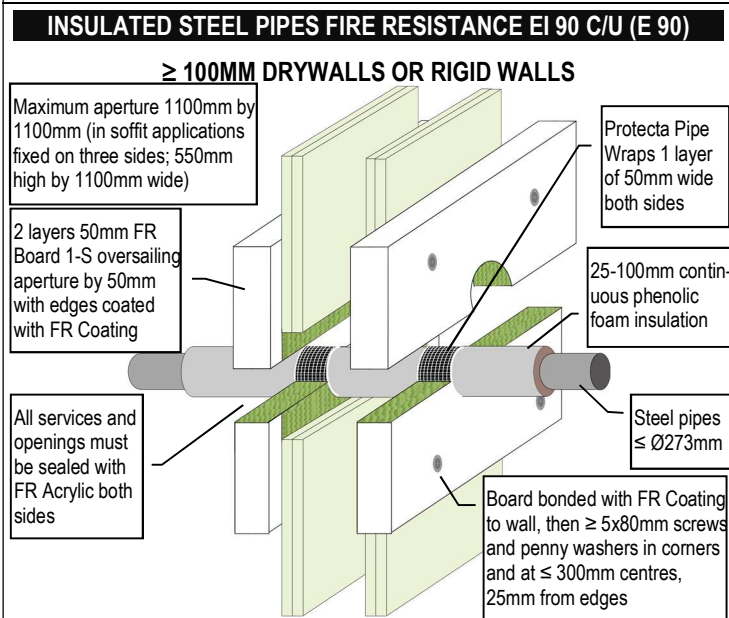 INSULATED STEEL PIPES FIRE RESISTANCE EI 90 C/U (E 90)
≥ 100MM DRYWALLS OR RIGID WALLS
Maximum aperture 1100mm by
1100mm (in soffit applications
fixed on three sides; 550mm
high by 1100mm wide)
2 layers 50mm FR
Board 1-S oversailing
aperture by 50mm
with edges coated
with FR Coating
All services and
openings must
be sealed with
FR Acrylic both
sides
Protecta Pipe
Wraps 1 layer
of 50mm wide
both sides
25-100mm contin-
uous phenolic
foam insulation
Steel pipes
≤ Ø273mm
Board bonded with FR Coating
to wall, then ≥ 5x80mm screws
and penny washers in corners
and at ≤ 300mm centres,
25mm from edges